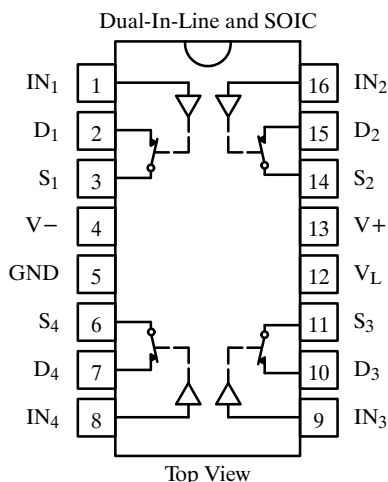 Dual-In-Line and SOIC
IN₁ 1 16 IN₂
D₁ 2 15 D₂
S₁ 3 14 S₂
V− 4 13 V+
GND 5 12 V_L
S₄ 6 11 S₃
D₄ 7 10 D₃
IN₄ 8 9 IN₃
Top View